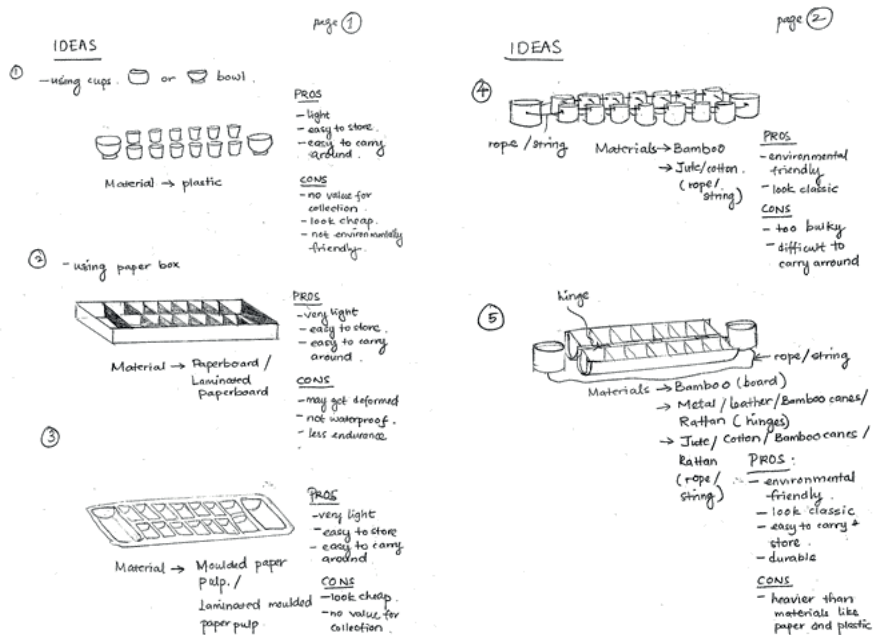 page 1
IDEAS
1
- using cups. or bowl.
PROS
- light
- easy to store.
- easy to carry
around.
Material → plastic
CONS
- no value for
collection.
- look cheap.
- not environmentally
friendly.
2
- using paper box
PROS
- very light
- easy to store.
- easy to carry
around.
Material → Paperboard /
Laminated
paperboard
CONS
- may get deformed
- not waterproof.
- less endurance
3
PROS
- very light
- easy to store
- easy to carry
around
Material → Moulded paper
pulp. /
Laminated moulded
paper pulp
CONS
- look cheap.
- no value for
collection.
page 2
IDEAS
4
rope / string
Materials → Bamboo
→ Jute/cotton.
(rope/
string)
PROS
- environmental
friendly
- look classic
CONS
- too bulky
- difficult to
carry arround
5
hinge
rope/string
Materials → Bamboo (board)
→ Metal / leather / Bamboo canes/
Rattan (hinges)
→ Jute / Cotton / Bamboo canes /
Rattan
(rope/
string)
PROS:
- environmental
friendly.
- look classic
- easy to carry &
store.
- durable
CONS
- heavier than
materials like
paper and plastic